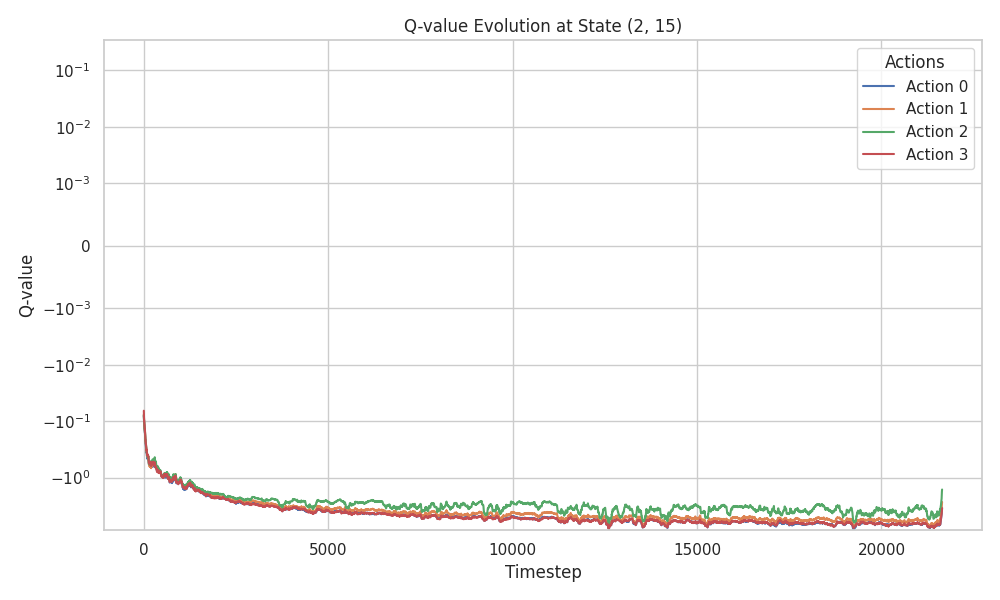 Q-value Evolution at State (2, 15)
Q-value
10⁻¹
10⁻²
10⁻³
0
−10⁻³
−10⁻²
−10⁻¹
−10⁰
Actions
Action 0
Action 1
Action 2
Action 3
0 5000 10000 15000 20000
Timestep